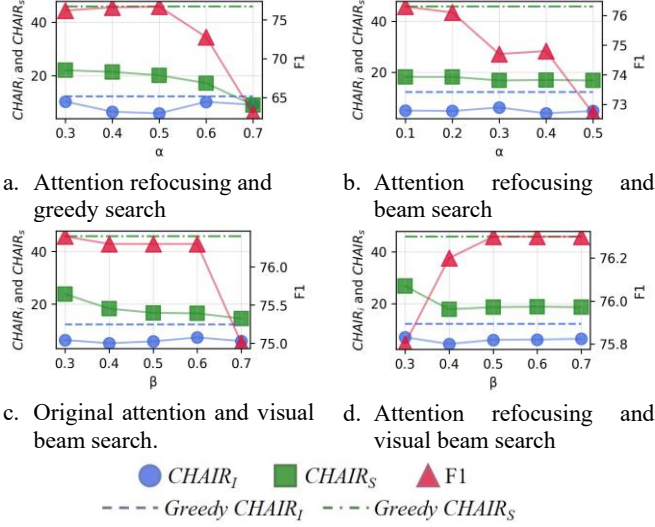 CHAIR_I and CHAIR_S
40
20
75
70
65
F1
0.3 0.4 0.5 0.6 0.7
α
a. Attention refocusing and
greedy search
CHAIR_I and CHAIR_S
40
20
76
75
74
73
F1
0.1 0.2 0.3 0.4 0.5
α
b. Attention refocusing and
beam search
CHAIR_I and CHAIR_S
40
20
76.0
75.5
75.0
F1
0.3 0.4 0.5 0.6 0.7
β
c. Original attention and visual
beam search.
CHAIR_I and CHAIR_S
40
20
76.2
76.0
75.8
F1
0.3 0.4 0.5 0.6 0.7
β
d. Attention refocusing and
visual beam search
CHAIR_I CHAIR_S F1
Greedy CHAIR_I Greedy CHAIR_S